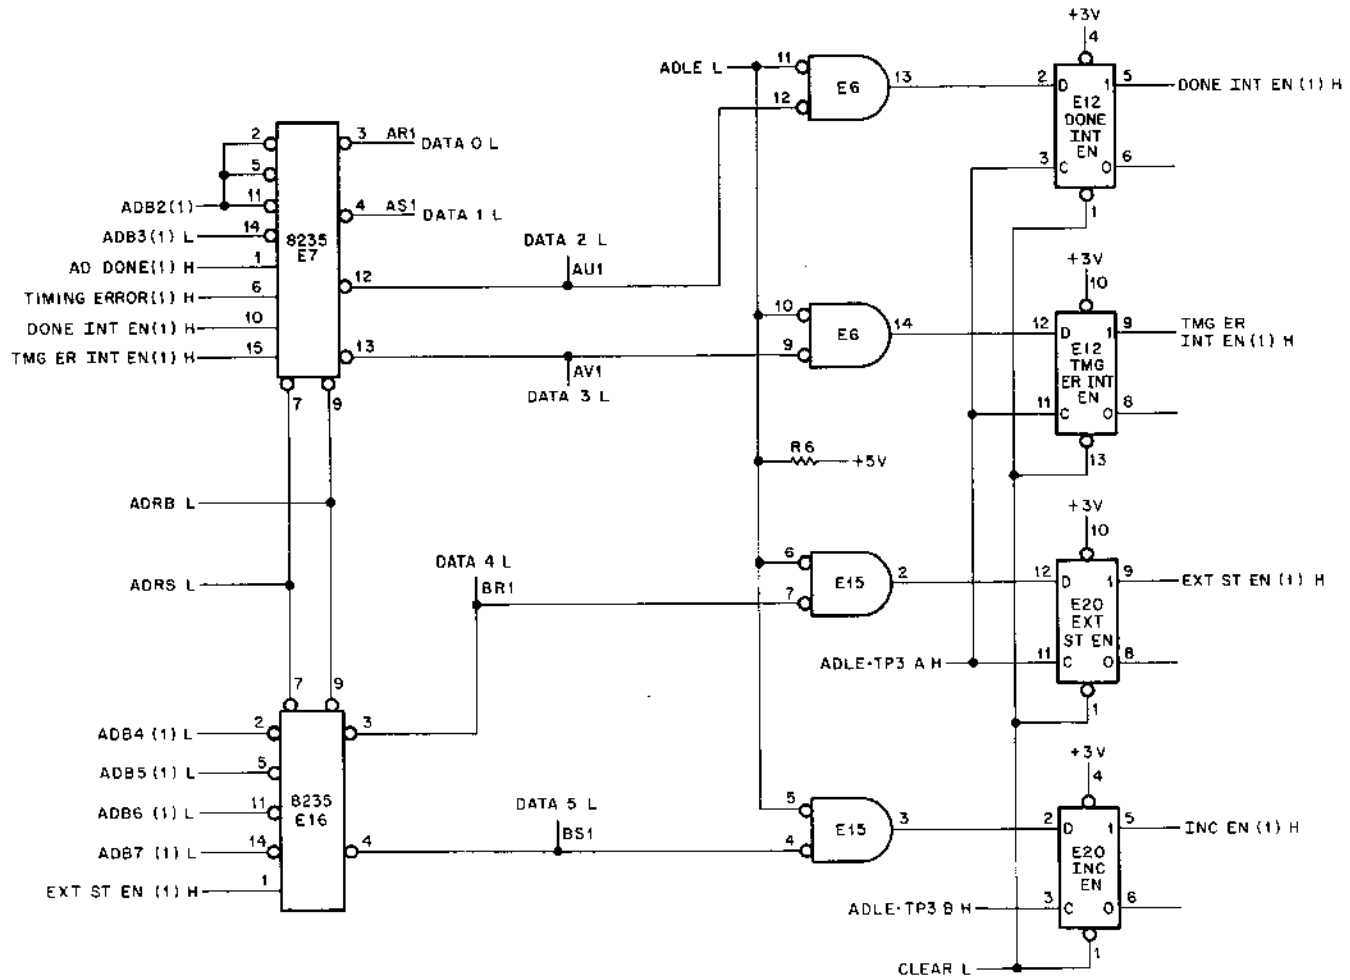 +3V
4
ADLE L
11
E6
13
12
2
D
1
5
DONE INT EN(1) H
E12
DONE
INT
EN
3
C
0
6
1
2
3
AR1
DATA 0 L
5
ADB2(1)
11
4
AS1
DATA 1 L
ADB3(1) L
14
8235
E7
AD DONE(1) H
1
DATA 2 L
AU1
12
TIMING ERROR(1) H
6
DONE INT EN(1) H
10
TMG ER INT EN(1) H
15
13
AV1
DATA 3 L
7
9
10
E6
14
9
+3V
10
12
D
1
9
TMG ER
INT EN(1) H
E12
TMG
ER INT
EN
11
C
0
8
13
R6
+5V
ADRB L
ADRS L
DATA 4 L
BR1
6
E15
2
7
+3V
10
12
D
1
9
EXT ST EN (1) H
E20
EXT
ST EN
ADLE·TP3 A H
11
C
0
8
1
7
9
ADB4 (1) L
2
3
ADB5 (1) L
5
8235
E16
ADB6 (1) L
11
DATA 5 L
BS1
ADB7 (1) L
14
4
EXT ST EN (1) H
1
5
E15
3
4
+3V
4
2
D
1
5
INC EN (1) H
E20
INC
EN
ADLE·TP3 B H
3
C
0
6
1
CLEAR L